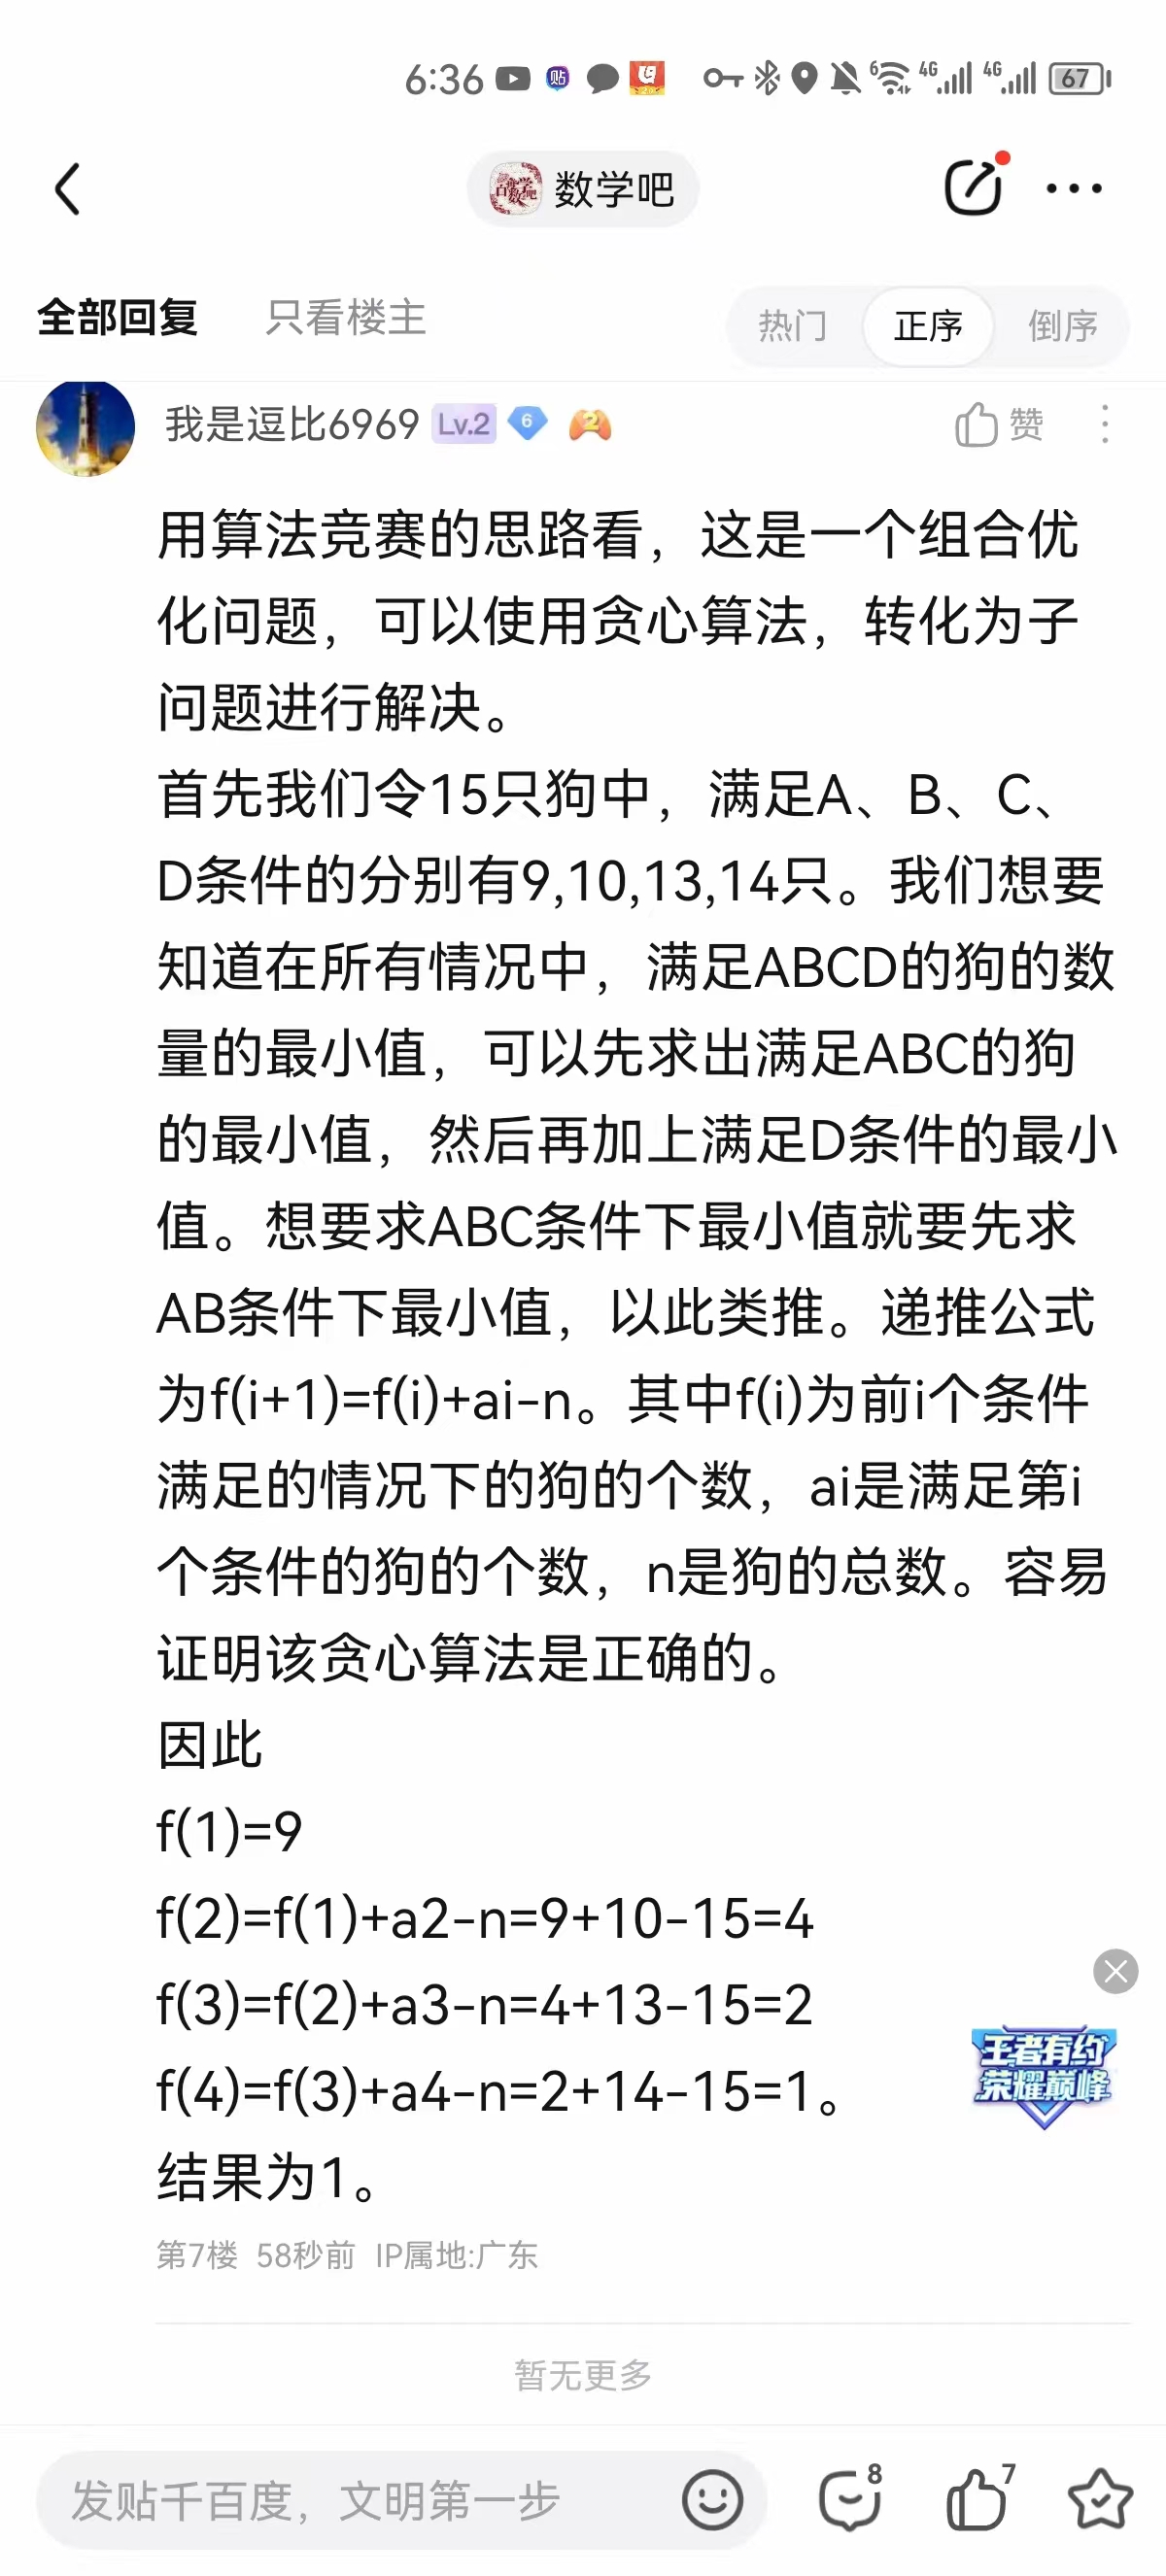 6:36 贴 6 4G 4G 67
数学吧
全部回复 只看楼主 热门 正序 倒序
我是逗比6969 Lv.2 6 2 赞
用算法竞赛的思路看，这是一个组合优
化问题，可以使用贪心算法，转化为子
问题进行解决。
首先我们令15只狗中，满足A、B、C、
D条件的分别有9,10,13,14只。我们想要
知道在所有情况中，满足ABCD的狗的数
量的最小值，可以先求出满足ABC的狗
的最小值，然后再加上满足D条件的最小
值。想要求ABC条件下最小值就要先求
AB条件下最小值，以此类推。递推公式
为f(i+1)=f(i)+ai-n。其中f(i)为前i个条件
满足的情况下的狗的个数，ai是满足第i
个条件的狗的个数，n是狗的总数。容易
证明该贪心算法是正确的。
因此
f(1)=9
f(2)=f(1)+a2-n=9+10-15=4
f(3)=f(2)+a3-n=4+13-15=2
f(4)=f(3)+a4-n=2+14-15=1。
结果为1。
王者有约
荣耀巅峰
第7楼 58秒前 IP属地:广东
暂无更多
发贴千百度，文明第一步 8 7